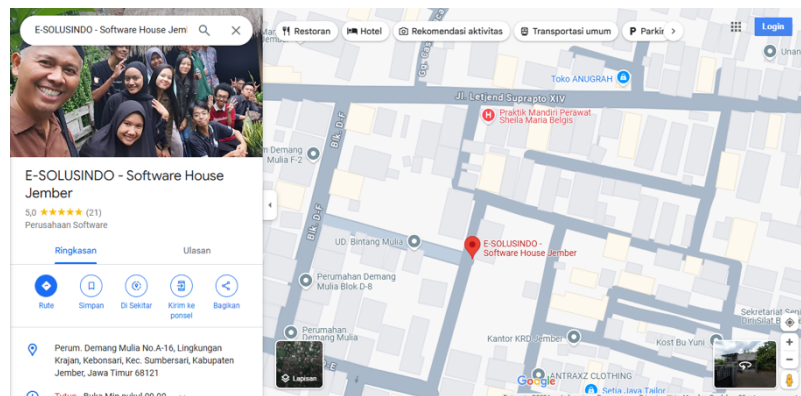 E-SOLUSINDO - Software House Jem
Restoran
Hotel
Rekomendasi aktivitas
Transportasi umum
P Parkir
Login
E-SOLUSINDO - Software House
Jember
5,0 ★★★★★ (21)
Perusahaan Software
Ringkasan
Ulasan
Rute
Simpan
Di Sekitar
Kirim ke
ponsel
Bagikan
Perum. Demang Mulia No.A-16, Lingkungan
Krajan, Kebonsari, Kec. Sumbersari, Kabupaten
Jember, Jawa Timur 68121
Gg.
Toko ANUGRAH
Jl. Letjend Suprapto XIV
H Praktik Mandiri Perawat
Sheila Maria Belgis
Blk. D-F
Demang
Mulia F-2
Blk. D-F
UD. Bintang Mulia
E-SOLUSINDO -
Software House Jember
Perumahan Demang
Mulia Blok D-8
Perumahan
Demang Mulia
Kantor KRD Jember
Kost Bu Yuni
Sekretariat Seni
Lapisan
Google
ANTRAXZ CLOTHING
Setia Java Tailor